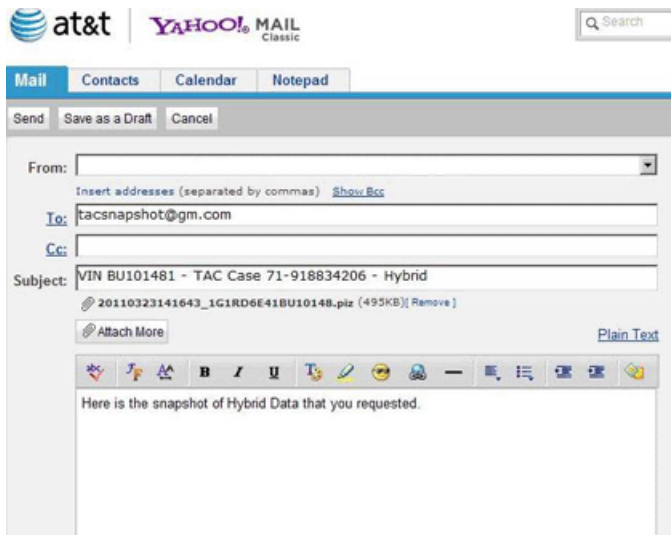 at&t YAHOO! MAIL Classic Search
Mail Contacts Calendar Notepad
Send Save as a Draft Cancel
From:
Insert addresses (separated by commas) Show Bcc
To: tacsnapshot@gm.com
Cc:
Subject: VIN BU101481 - TAC Case 71-918834206 - Hybrid
20110323141643_1G1RD6E41BU10148.piz (495KB)[ Remove ]
Attach More Plain Text
B I U
Here is the snapshot of Hybrid Data that you requested.